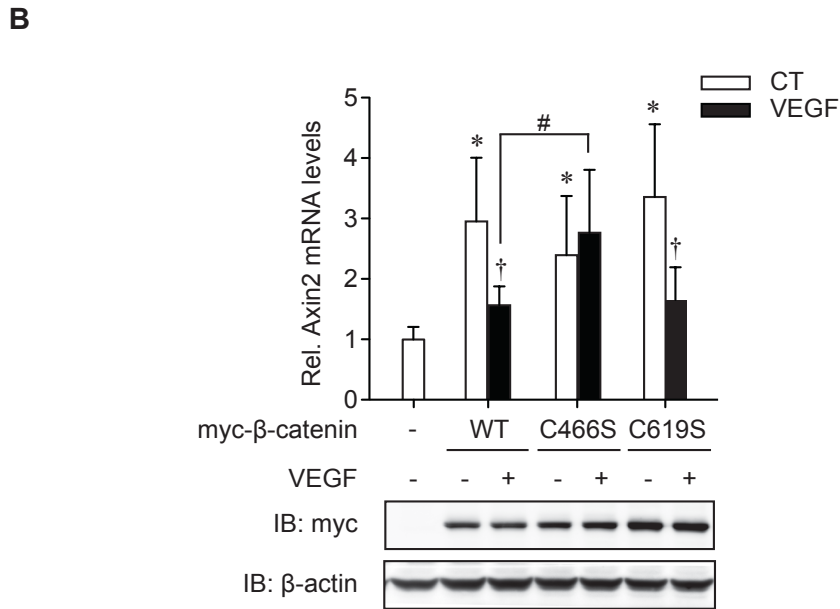 B
CT
VEGF
Rel. Axin2 mRNA levels
5
4
3
2
1
0
* # * * † †
myc-β-catenin - WT C466S C619S
VEGF - - + - + - +
IB: myc
IB: β-actin